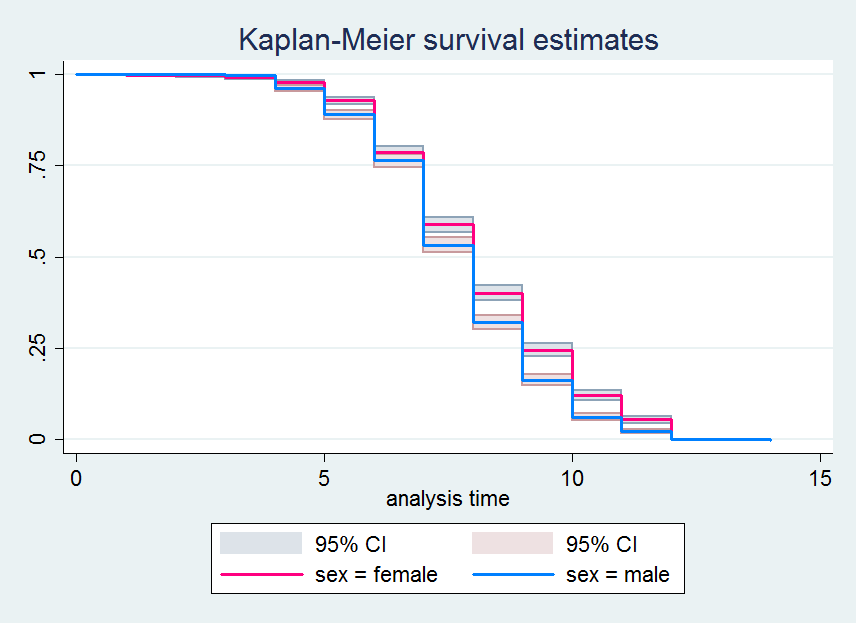 Kaplan-Meier survival estimates
1
.75
.5
.25
0
0 5 10 15
analysis time
95% CI 95% CI
sex = female sex = male